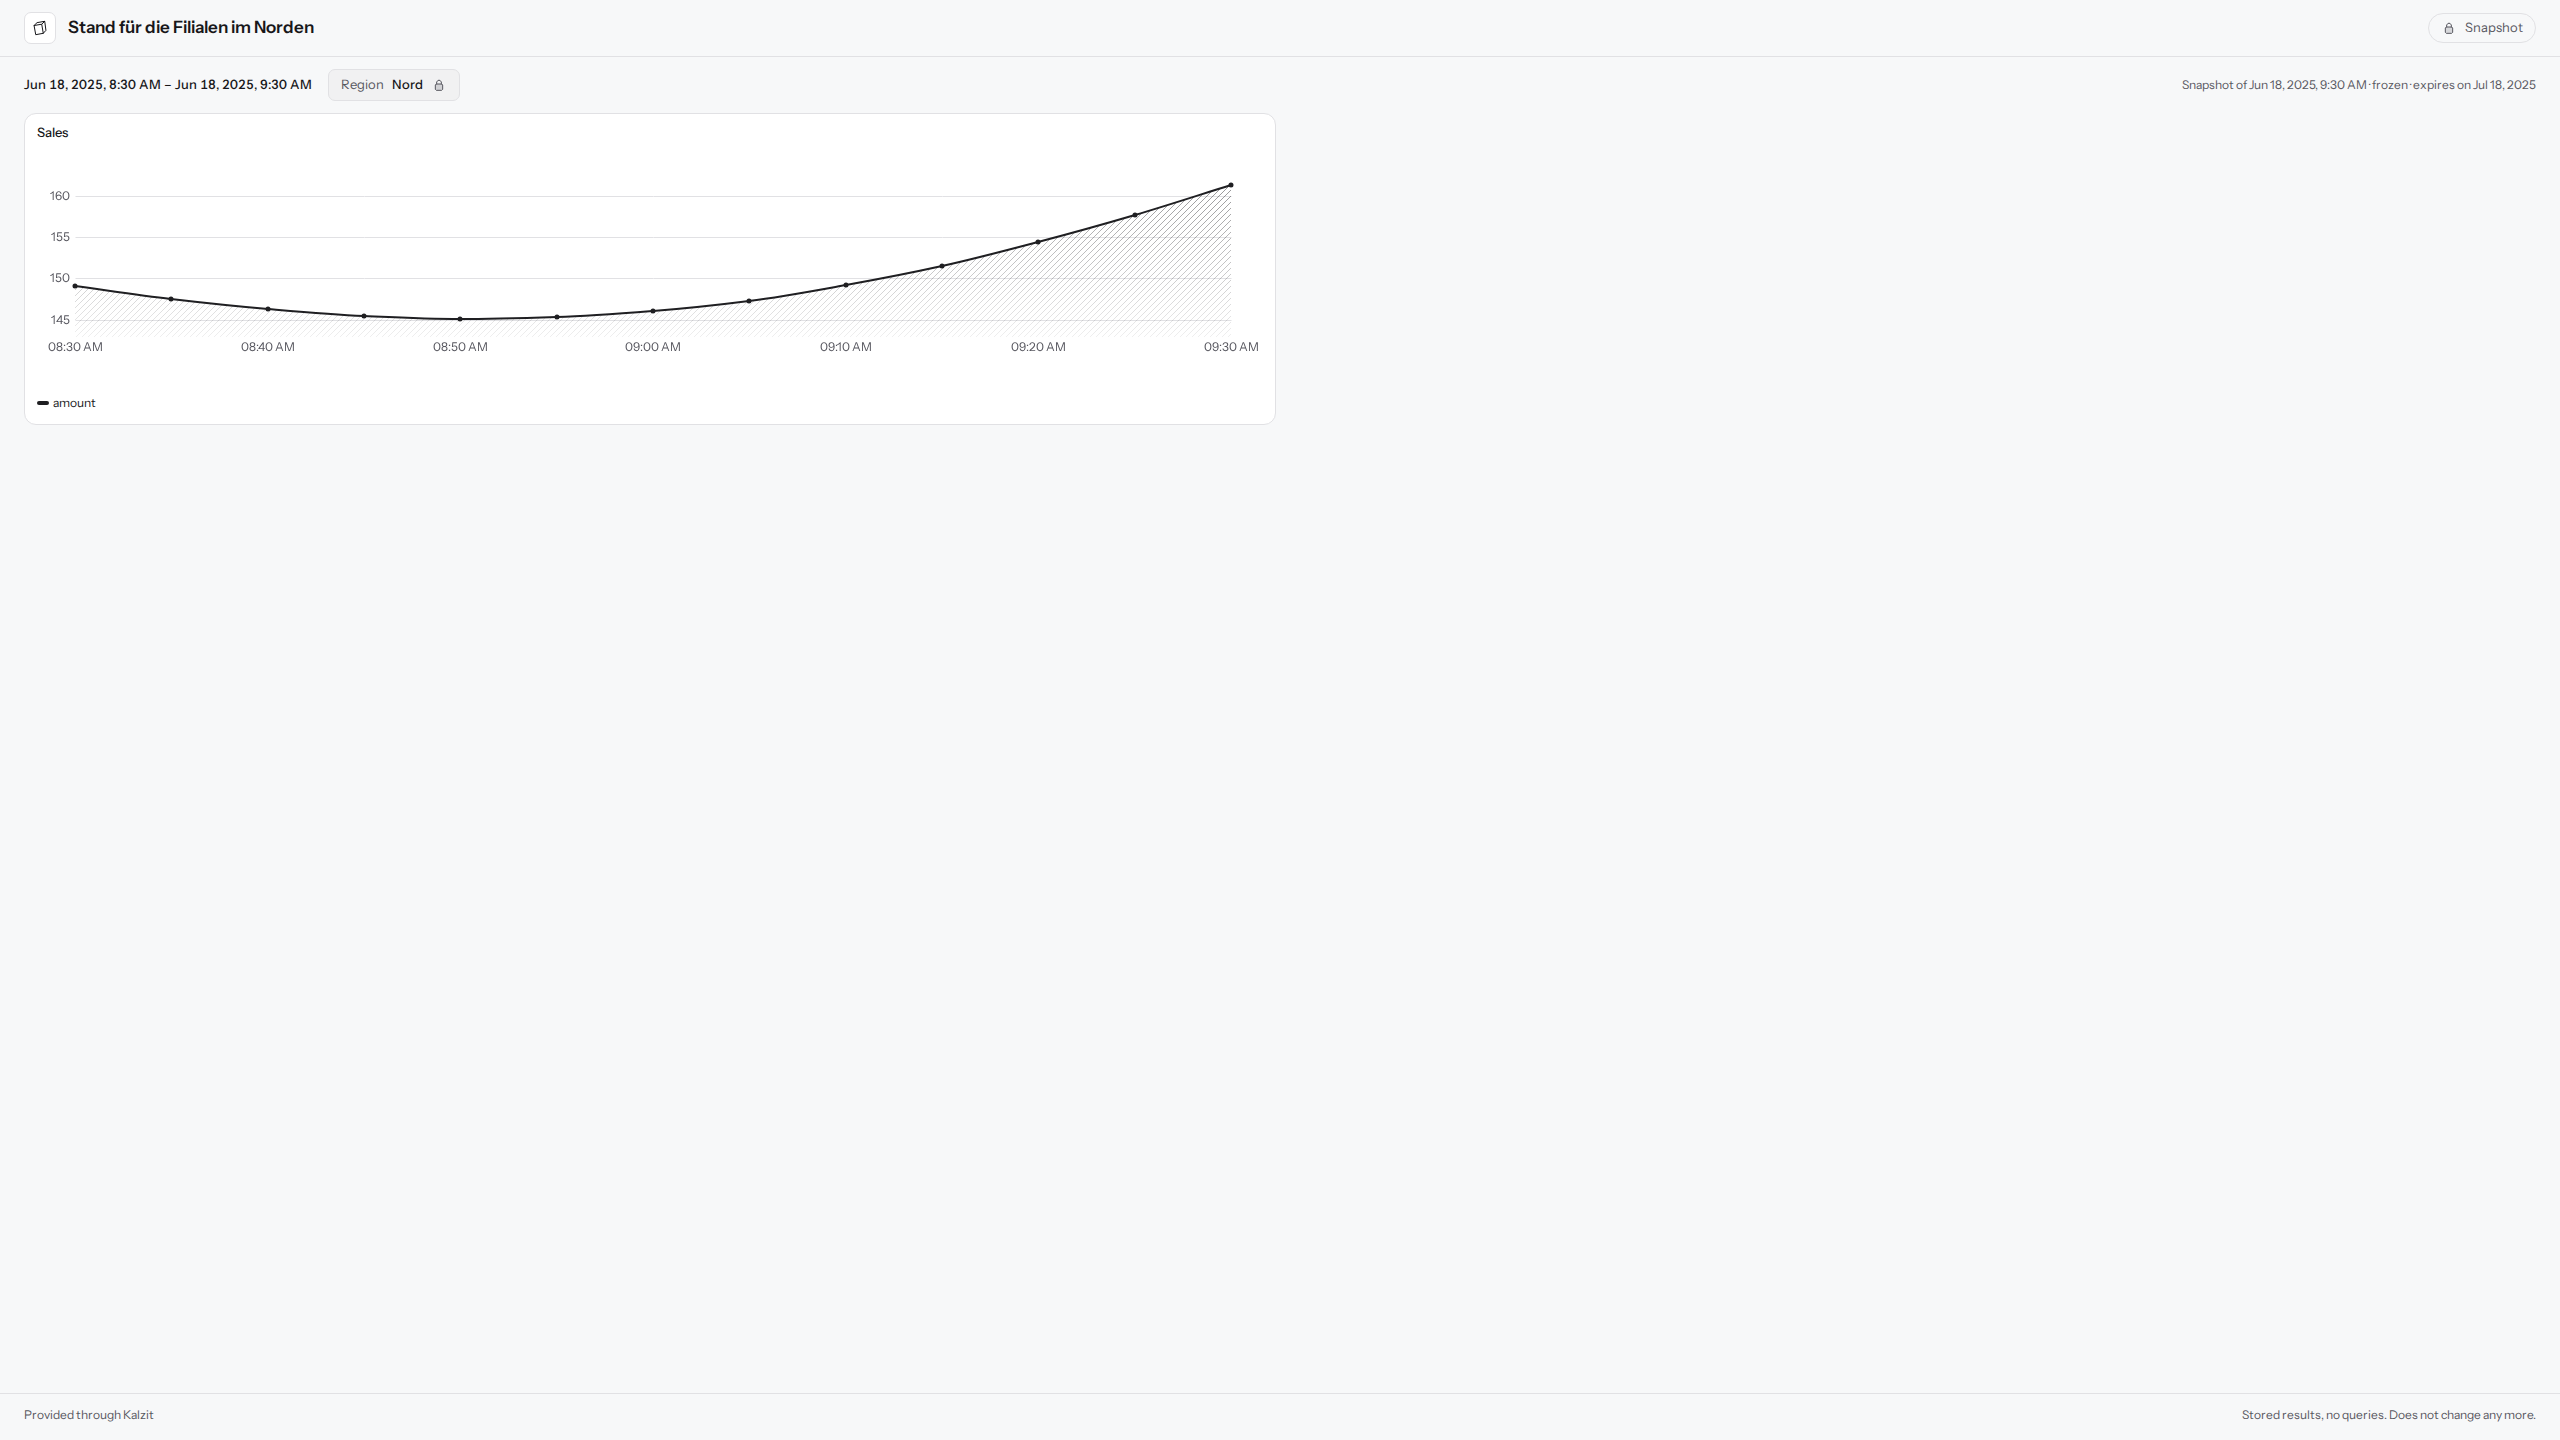 Stand für die Filialen im Norden
Snapshot
Jun 18, 2025, 8:30 AM – Jun 18, 2025, 9:30 AM
Region Nord
Snapshot of Jun 18, 2025, 9:30 AM · frozen · expires on Jul 18, 2025
Sales
160
155
150
145
08:30 AM 08:40 AM 08:50 AM 09:00 AM 09:10 AM 09:20 AM 09:30 AM
amount
Provided through Kalzit
Stored results, no queries. Does not change any more.